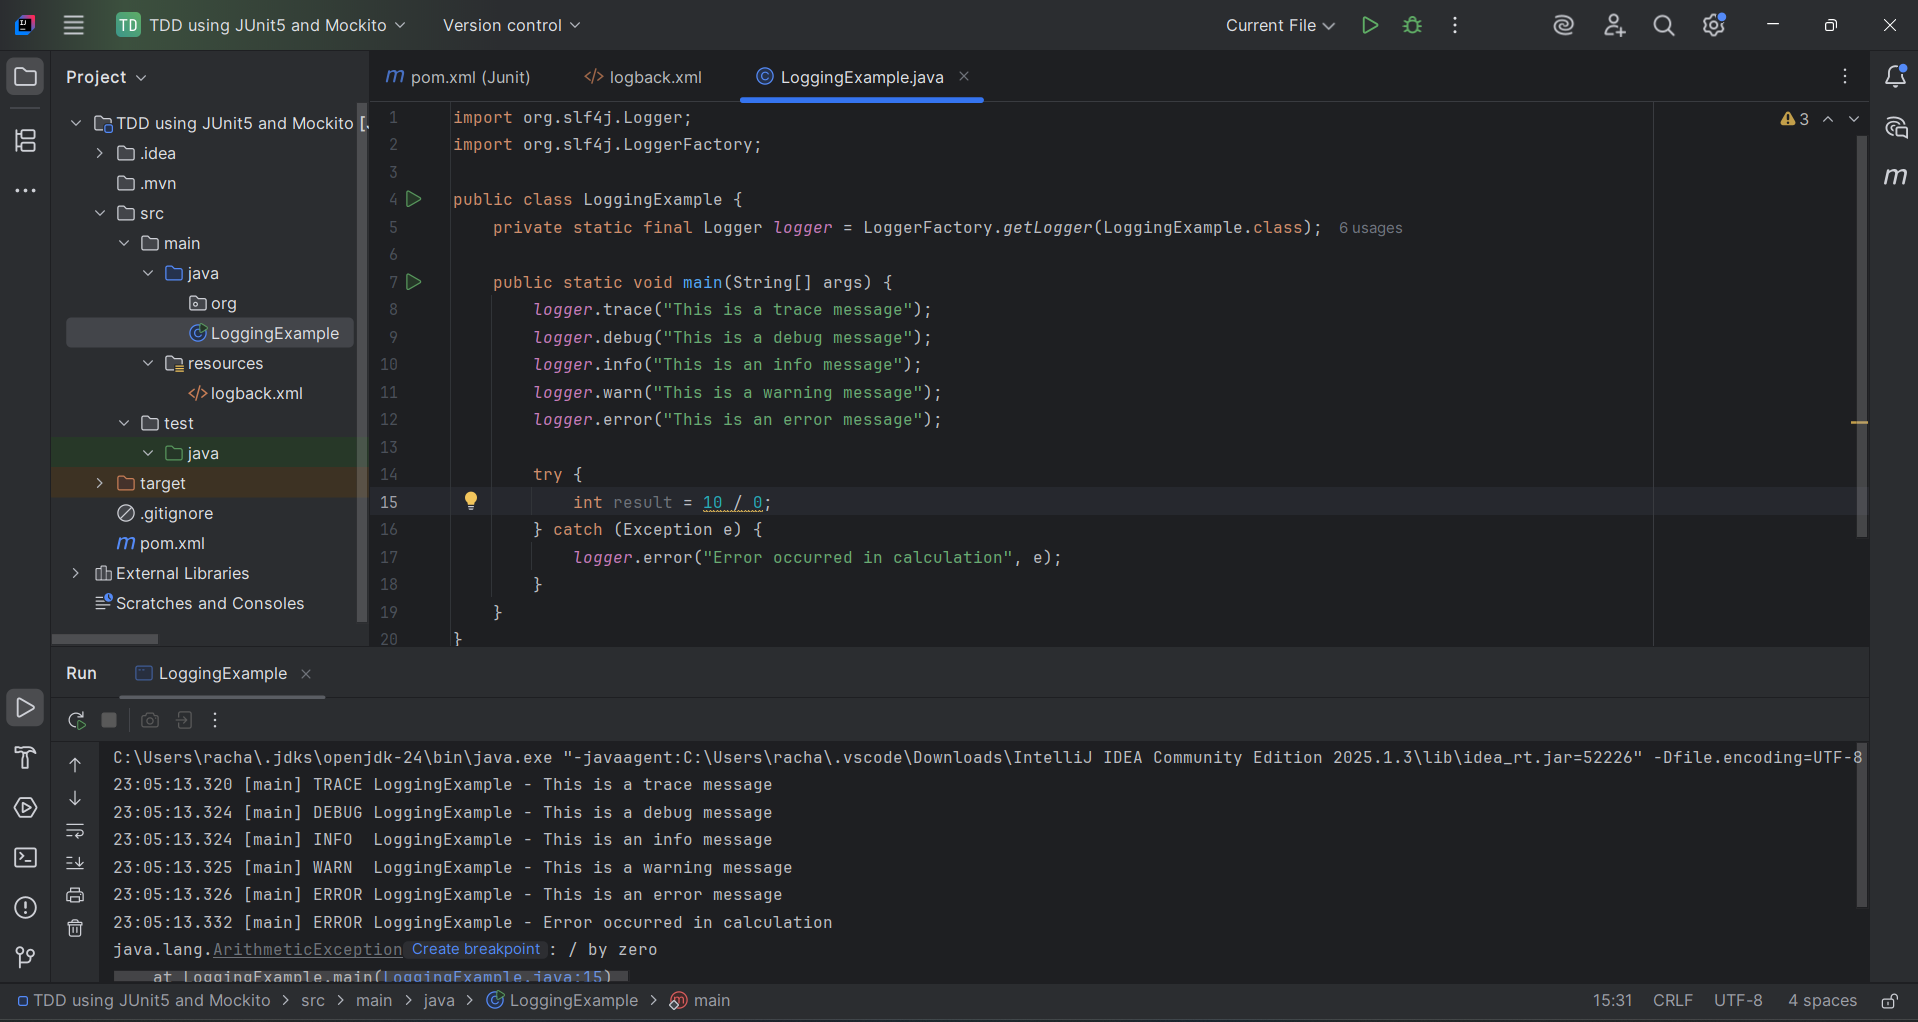 TD TDD using JUnit5 and Mockito Version control Current File
Project
pom.xml (Junit) logback.xml LoggingExample.java
TDD using JUnit5 and Mockito
.idea
.mvn
src
main
java
org
LoggingExample
resources
logback.xml
test
java
target
.gitignore
pom.xml
External Libraries
Scratches and Consoles
3
1 import org.slf4j.Logger;
2 import org.slf4j.LoggerFactory;
3
4 public class LoggingExample {
5 private static final Logger logger = LoggerFactory.getLogger(LoggingExample.class); 6 usages
6
7 public static void main(String[] args) {
8 logger.trace("This is a trace message");
9 logger.debug("This is a debug message");
10 logger.info("This is an info message");
11 logger.warn("This is a warning message");
12 logger.error("This is an error message");
13
14 try {
15 int result = 10 / 0;
16 } catch (Exception e) {
17 logger.error("Error occurred in calculation", e);
18 }
19 }
20 }
Run LoggingExample
C:\Users\racha\.jdks\openjdk-24\bin\java.exe "-javaagent:C:\Users\racha\.vscode\Downloads\IntelliJ IDEA Community Edition 2025.1.3\lib\idea_rt.jar=52226" -Dfile.encoding=UTF-8
23:05:13.320 [main] TRACE LoggingExample - This is a trace message
23:05:13.324 [main] DEBUG LoggingExample - This is a debug message
23:05:13.324 [main] INFO  LoggingExample - This is an info message
23:05:13.325 [main] WARN  LoggingExample - This is a warning message
23:05:13.326 [main] ERROR LoggingExample - This is an error message
23:05:13.332 [main] ERROR LoggingExample - Error occurred in calculation
java.lang.ArithmeticException Create breakpoint : / by zero
at LoggingExample.main(LoggingExample.java:15)
TDD using JUnit5 and Mockito > src > main > java > LoggingExample > main 15:31 CRLF UTF-8 4 spaces